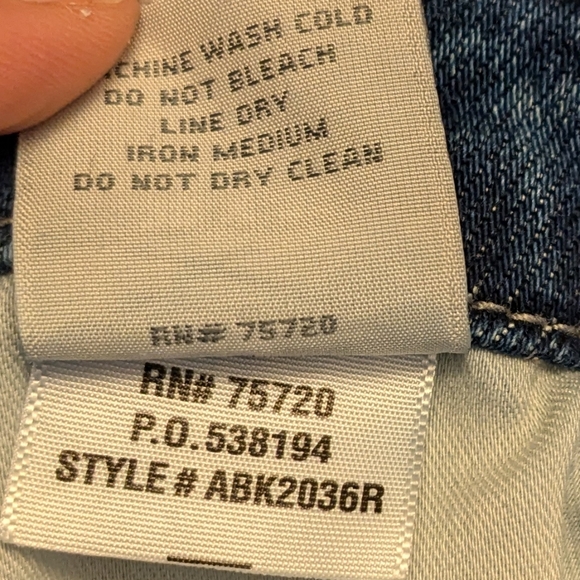 MACHINE WASH COLD
DO NOT BLEACH
LINE DRY
IRON MEDIUM
DO NOT DRY CLEAN
RN# 75720
RN# 75720
P.O.538194
STYLE # ABK2036R